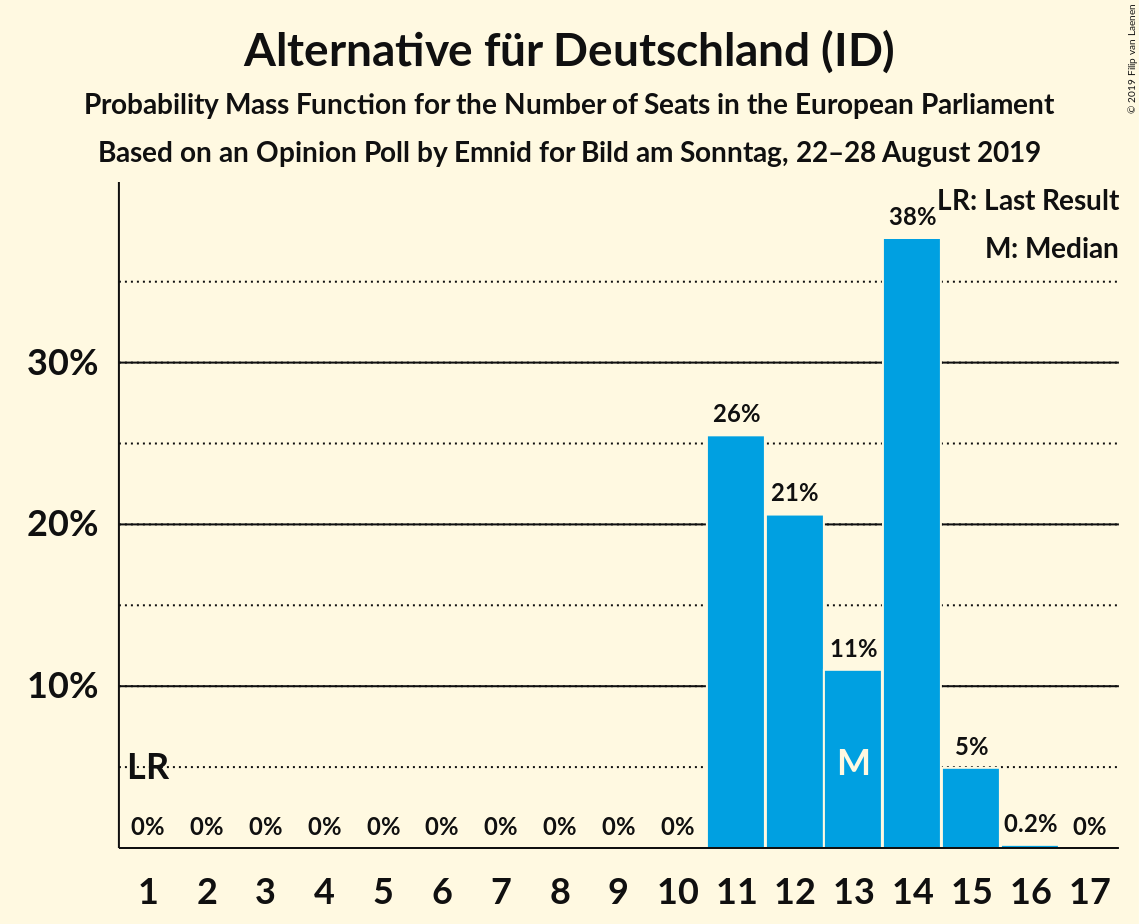 Alternative für Deutschland (ID)
Probability Mass Function for the Number of Seats in the European Parliament
Based on an Opinion Poll by Emnid for Bild am Sonntag, 22–28 August 2019
© 2019 Filip van Laenen
LR: Last Result
M: Median
38%
30%
26%
21%
20%
11%
10%
LR
M
5%
0% 0% 0% 0% 0% 0% 0% 0% 0% 0% 0.2% 0%
1 2 3 4 5 6 7 8 9 10 11 12 13 14 15 16 17